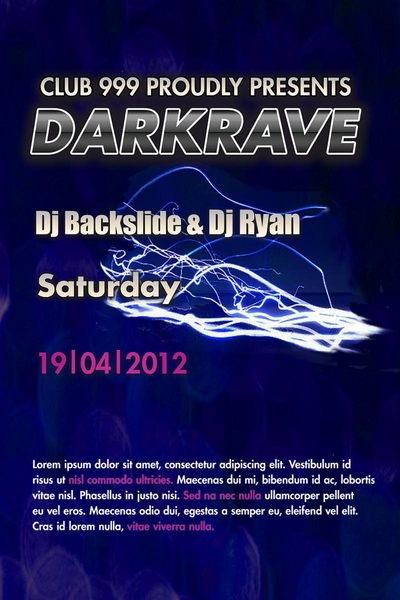 CLUB 999 PROUDLY PRESENTS
DARKRAVE
Dj Backslide & Dj Ryan
Saturday
19|04|2012
Lorem ipsum dolor sit amet, consectetur adipiscing elit. Vestibulum id
risus ut nisl commodo ultricies. Maecenas dui mi, bibendum id ac, lobortis
vitae nisl. Phasellus in justo nisi. Sed na nec nulla ullamcorper pellent
eu vel eros. Maecenas odio dui, egestas a semper eu, eleifend vel elit.
Cras id lorem nulla, vitae viverra nulla.